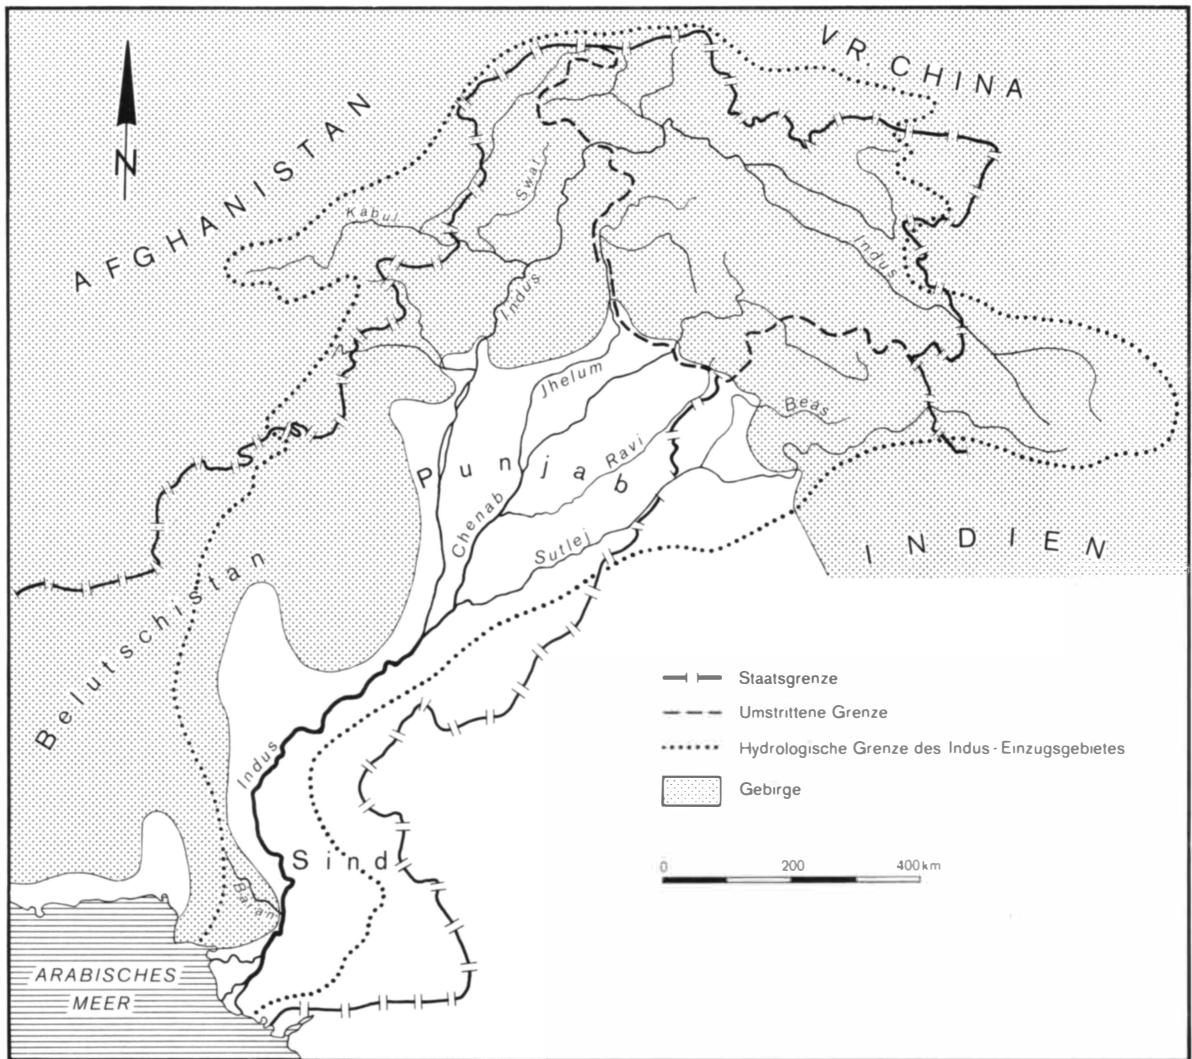 VR. CHINA
AFGHANISTAN
N
Swat
Kabul
Indus
Indus
Jhelum
Beas
Punjab
Ravi
Chenab
Sutlej
INDIEN
Belutschistan
Indus
Sind
Baran
ARABISCHES
MEER
Staatsgrenze
Umstrittene Grenze
Hydrologische Grenze des Indus-Einzugsgebietes
Gebirge
0 200 400 km